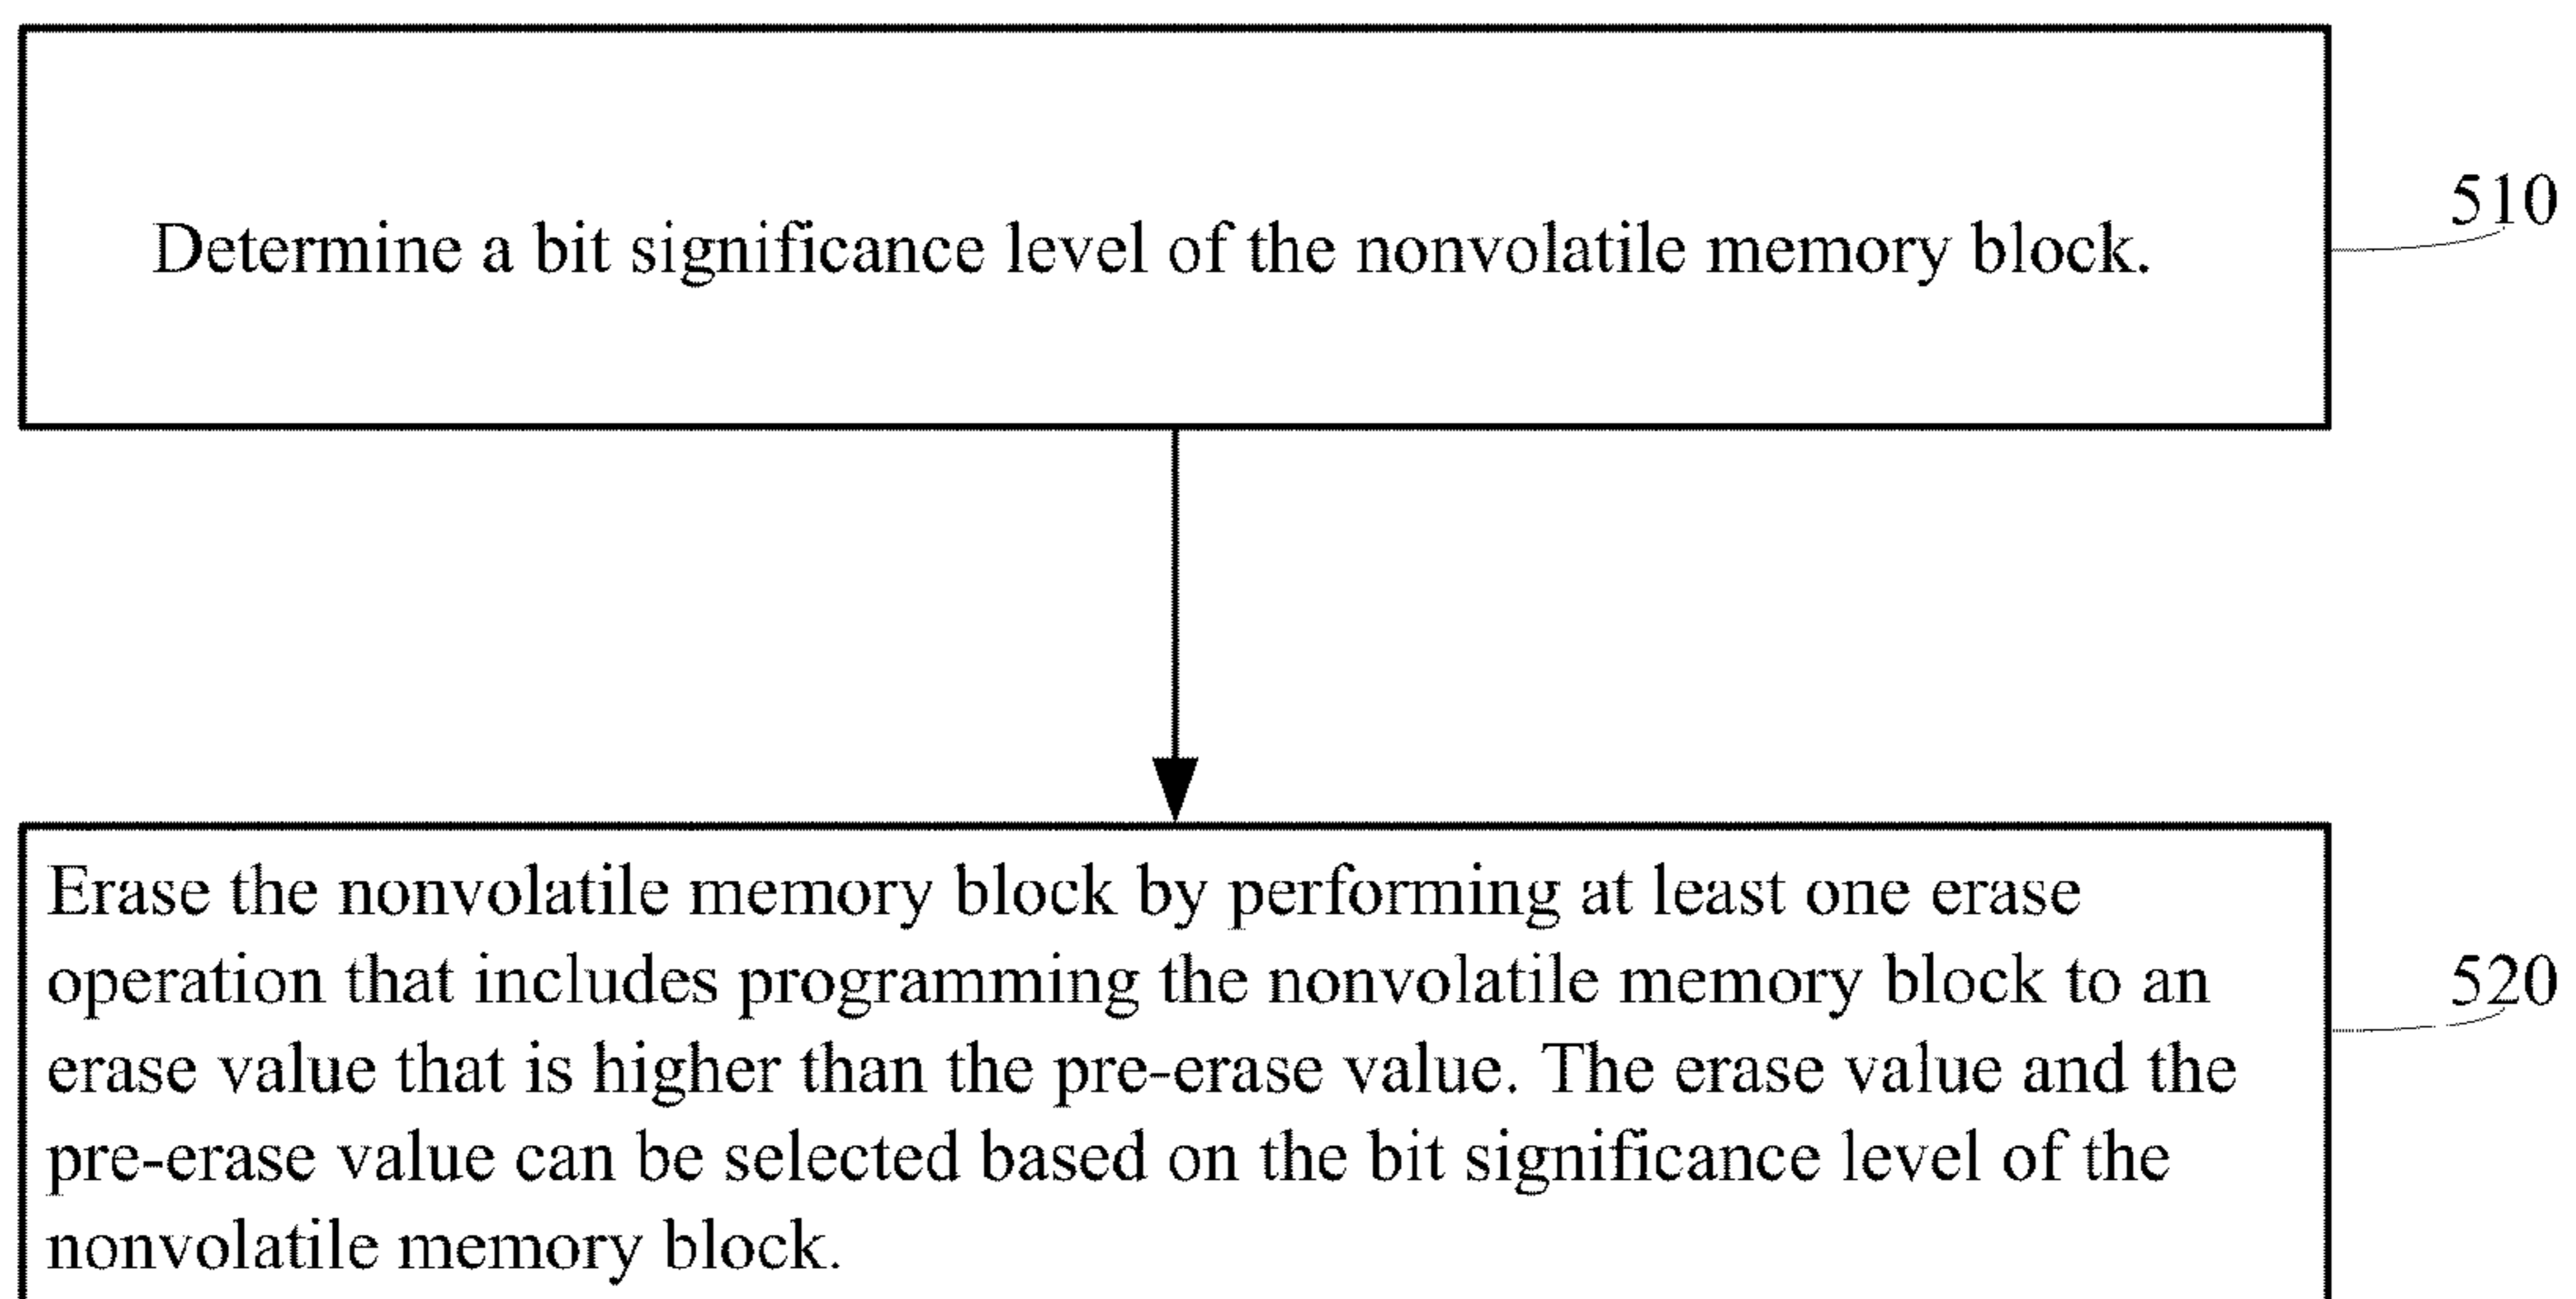 Determine a bit significance level of the nonvolatile memory block.
510
Erase the nonvolatile memory block by performing at least one erase
operation that includes programming the nonvolatile memory block to an
erase value that is higher than the pre-erase value. The erase value and the
pre-erase value can be selected based on the bit significance level of the
nonvolatile memory block.
520